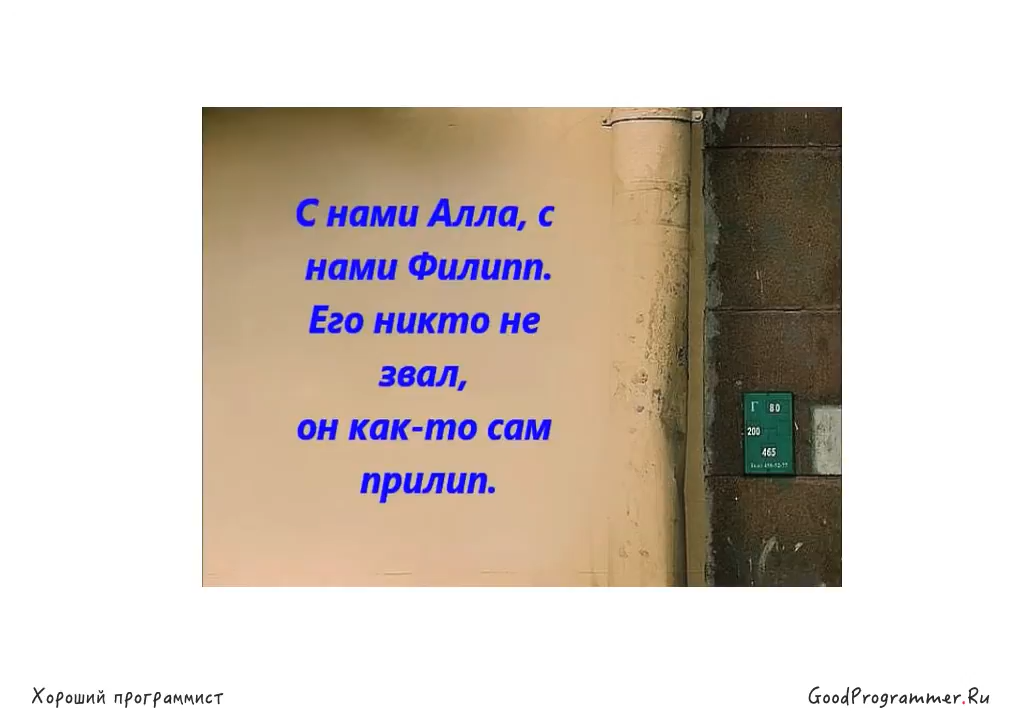 С нами Алла, с
нами Филипп.
Его никто не
звал,
он как-то сам
прилип.
Г 80
200
465
Хороший программист
GoodProgrammer.Ru